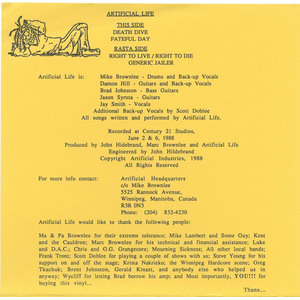 ARTIFICIAL LIFE
THIS SIDE
DEATH DIVE
FATEFUL DAY
RASTA SIDE
RIGHT TO LIVE / RIGHT TO DIE
GENERIC JAILER
Artificial Life is: Mike Brownlee - Drums and Back-up Vocals
Damon Hill - Guitars and Back-up Vocals
Brad Johnson - Bass Guitars
Jason Syrota - Guitars
Jay Smith - Vocals
Additional Back-up Vocals by Scott Doblee
All songs written and performed by Artificial Life.
Recorded at Century 21 Studios,
June 2 & 6, 1988
Produced by John Hildebrand, Marc Brownlee and Artificial Life
Engineered by John Hildebrand
Copyright Artificial Industries, 1988
All Rights Reserved
For more info contact: Artificial Headquarters
c/o Mike Brownlee
5525 Rannock Avenue,
Winnipeg, Manitoba, Canada
R3R 0N3
Phone: (204) 832-4230
Artificial Life would like to thank the following people:
Ma & Pa Brownlee for their extreme tolerance; Mike Lambert and Some Guy; Kent
and the Cauldron; Marc Brownlee for his technical and financial assistance; Luke
and D.A.C.; Chris and O.G. Grungecore; Mourning Sickness; All other local bands;
Frank Trent; Scott Doblee for playing a couple of shows with us; Steve Young for his
support on and off the stage; Krista Nakrieko; the Winnipeg Hardcore scene; Greg
Tkachuk; Brent Johnston, Gerald Kinast, and anybody else who helped us in
anyway; Wycliff for letting Brad borrow his amp; and Most importantly, YOU!!! for
buying this vinyl...
Thanx...